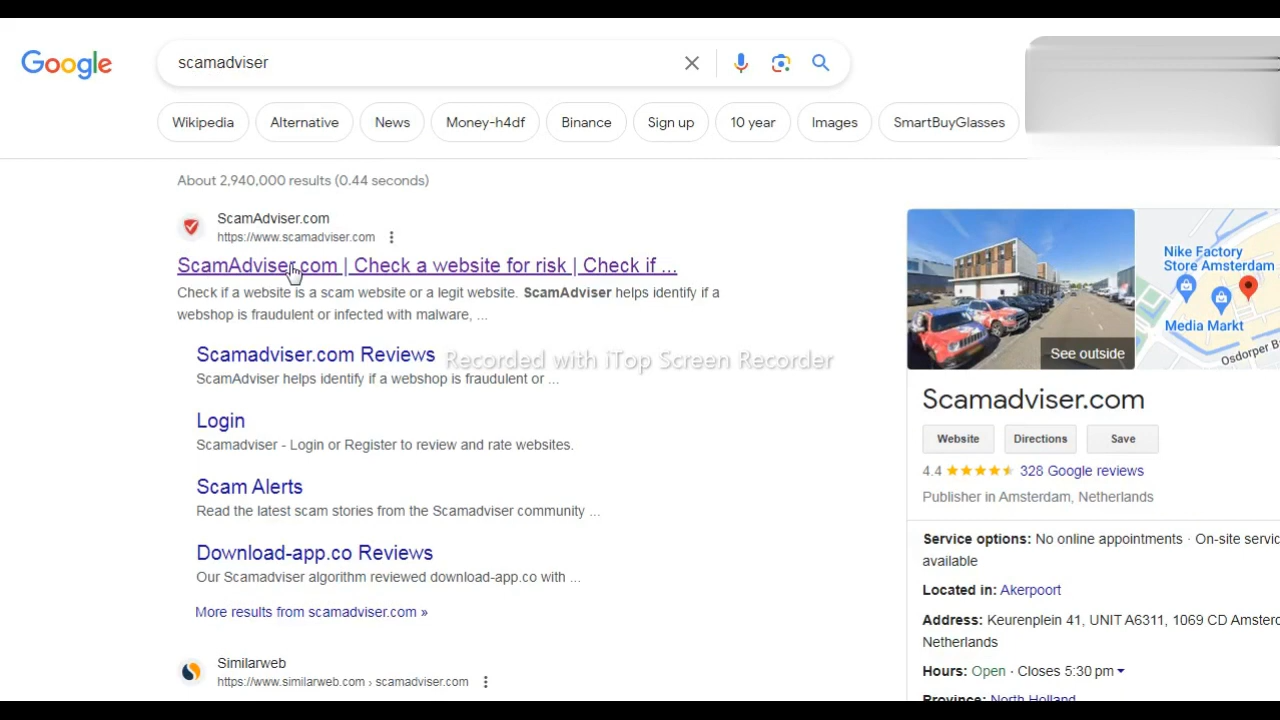 Google
scamadviser
Wikipedia
Alternative
News
Money-h4df
Binance
Sign up
10 year
Images
SmartBuyGlasses
About 2,940,000 results (0.44 seconds)
ScamAdviser.com
https://www.scamadviser.com
ScamAdviser.com | Check a website for risk | Check if ...
Check if a website is a scam website or a legit website. ScamAdviser helps identify if a
webshop is fraudulent or infected with malware, ...
Scamadviser.com Reviews
ScamAdviser helps identify if a webshop is fraudulent or ...
Login
Scamadviser - Login or Register to review and rate websites.
Scam Alerts
Read the latest scam stories from the Scamadviser community ...
Download-app.co Reviews
Our Scamadviser algorithm reviewed download-app.co with ...
More results from scamadviser.com »
Similarweb
https://www.similarweb.com › scamadviser.com
Recorded with iTop Screen Recorder
See outside
Nike Factory
Store Amsterdam
Media Markt
Osdorper B
Scamadviser.com
Website
Directions
Save
4.4 328 Google reviews
Publisher in Amsterdam, Netherlands
Service options: No online appointments · On-site servic
available
Located in: Akerpoort
Address: Keurenplein 41, UNIT A6311, 1069 CD Amster
Netherlands
Hours: Open · Closes 5:30 pm
Province: North Holland